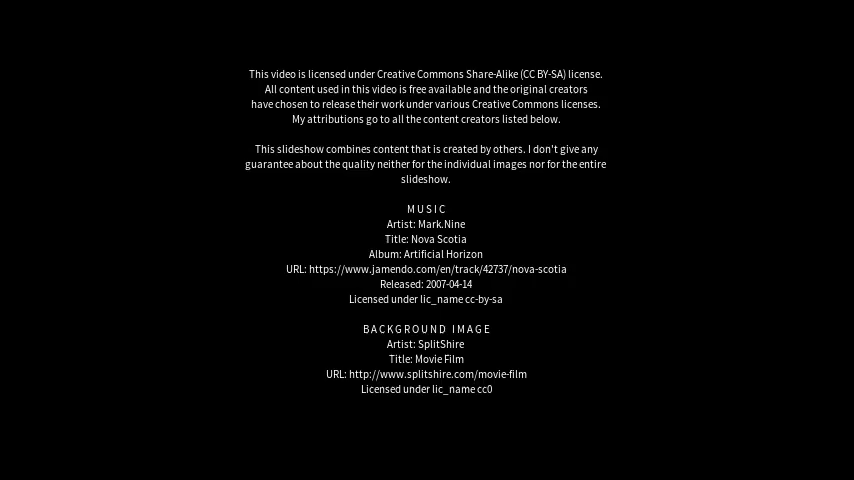 This video is licensed under Creative Commons Share-Alike (CC BY-SA) license.
All content used in this video is free available and the original creators
have chosen to release their work under various Creative Commons licenses.
My attributions go to all the content creators listed below.
This slideshow combines content that is created by others. I don't give any
guarantee about the quality neither for the individual images nor for the entire
slideshow.
MUSIC
Artist: Mark.Nine
Title: Nova Scotia
Album: Artificial Horizon
URL: https://www.jamendo.com/en/track/42737/nova-scotia
Released: 2007-04-14
Licensed under lic_name cc-by-sa
BACKGROUND IMAGE
Artist: SplitShire
Title: Movie Film
URL: http://www.splitshire.com/movie-film
Licensed under lic_name cc0